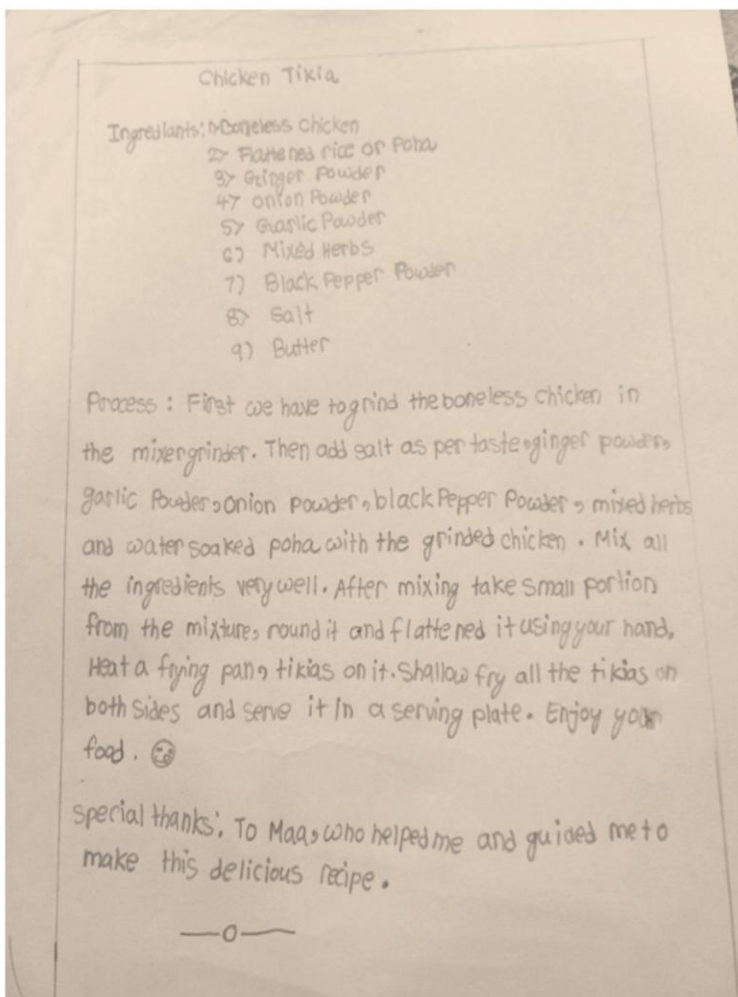 Chicken Tikia
Ingrediants: 1> Boneless Chicken
2> Flattened rice or Poha
3> Ginger Powder
4> Onion Powder
5> Garlic Powder
6) Mixed Herbs
7) Black Pepper Powder
8> Salt
9) Butter
Process : First we have to grind the boneless chicken in
the mixergrinder. Then add salt as per taste, ginger powder,
garlic Powder, onion powder, black Pepper Powder, mixed herbs
and water soaked poha with the grinded chicken. Mix all
the ingredients very well. After mixing take small portion
from the mixture, round it and flattened it using your hand.
Heat a frying pan, tikias on it. Shallow fry all the tikias on
both sides and serve it in a serving plate. Enjoy your
food. ☺
Special thanks: To Maa, who helped me and guided me to
make this delicious recipe.
—o—